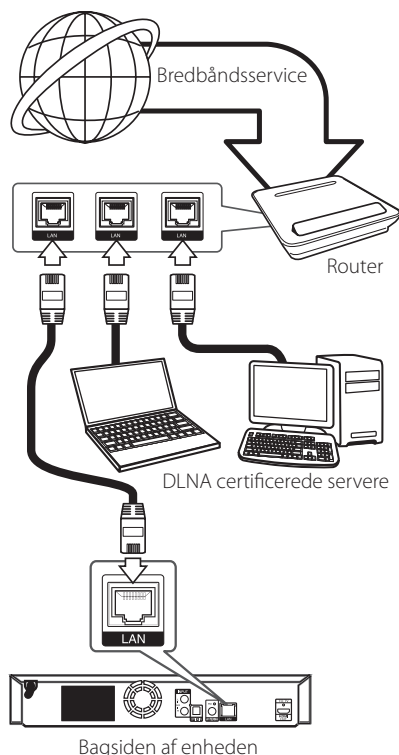 Bredbåndsservice
LAN
LAN
LAN
Router
DLNA certificerede servere
LAN
Bagsiden af enheden